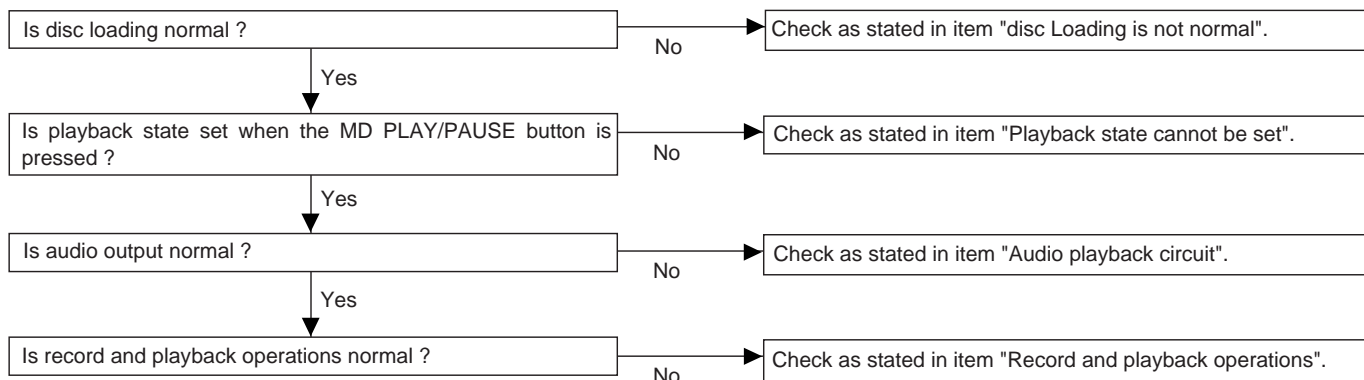 Is disc loading normal ?
No
Check as stated in item "disc Loading is not normal".
Yes
Is playback state set when the MD PLAY/PAUSE button is
pressed ?
No
Check as stated in item "Playback state cannot be set".
Yes
Is audio output normal ?
No
Check as stated in item "Audio playback circuit".
Yes
Is record and playback operations normal ?
No
Check as stated in item "Record and playback operations".